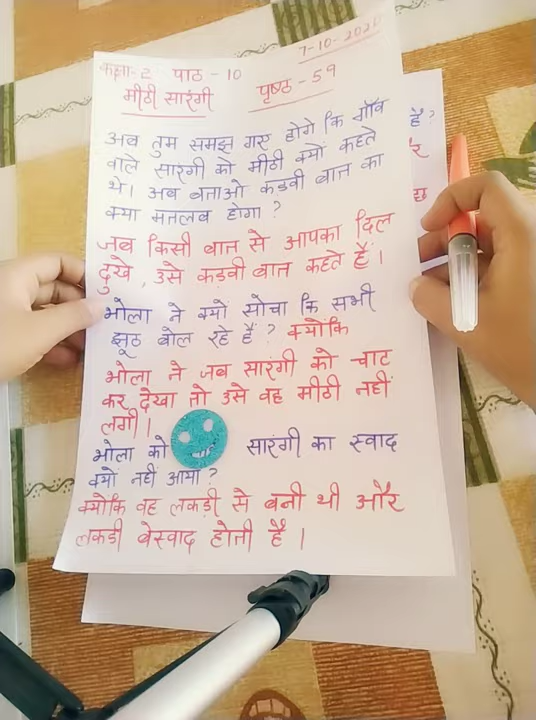 7-10-202
कक्षा-2 पाठ-10
मीठी सारंगी पृष्ठ-59
अब तुम समझ गए होगे कि गाँव
वाले सारंगी को मीठी क्यों कहते
थे। अब बताओ कड़वी बात का
क्या मतलब होगा?
जब किसी बात से आपका दिल
दुखे, उसे कड़वी बात कहते हैं।
भोला ने क्यों सोचा कि सभी
झूठ बोल रहे हैं? क्योंकि
भोला ने जब सारंगी को चाट
कर देखा तो उसे वह मीठी नहीं
लगी।
भोला को सारंगी का स्वाद
क्यों नहीं आया?
क्योंकि वह लकड़ी से बनी थी और
लकड़ी बेस्वाद होती है।
है?